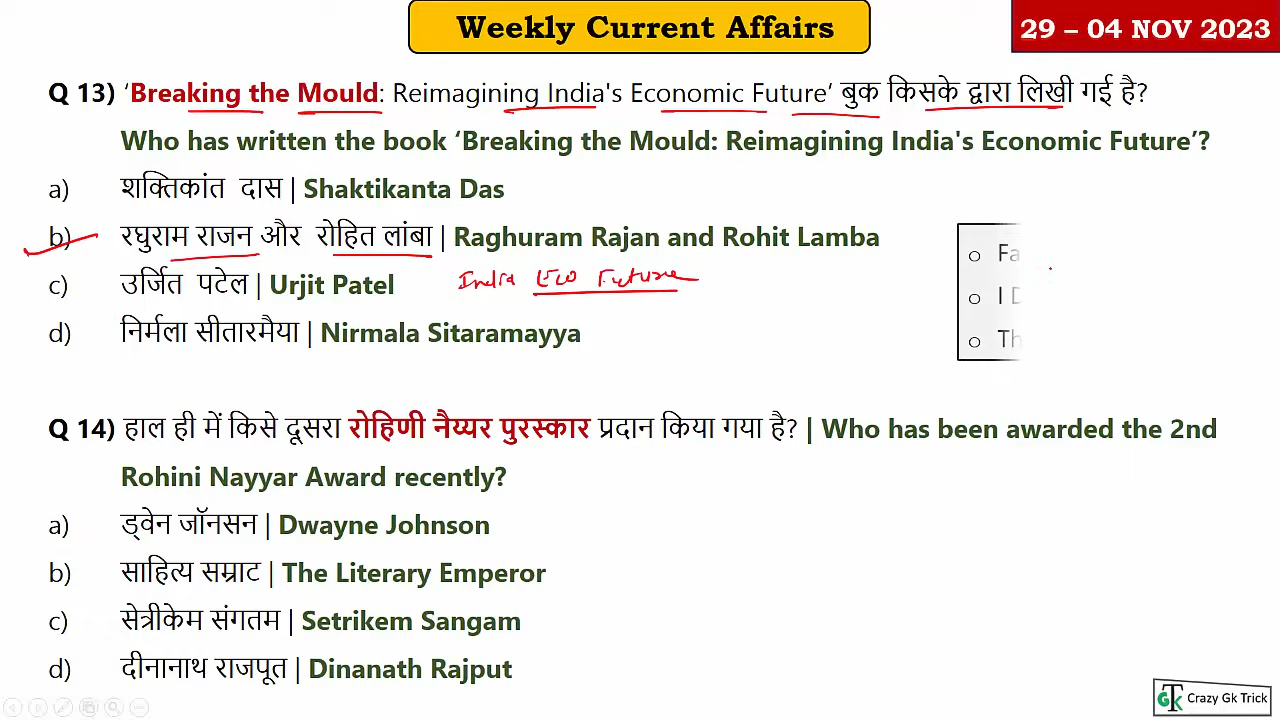 Weekly Current Affairs
29 – 04 NOV 2023
Q 13) ‘Breaking the Mould: Reimagining India's Economic Future’ बुक किसके द्वारा लिखी गई है?
Who has written the book ‘Breaking the Mould: Reimagining India's Economic Future’?
a) शक्तिकांत दास | Shaktikanta Das
b) रघुराम राजन और रोहित लांबा | Raghuram Rajan and Rohit Lamba
c) उर्जित पटेल | Urjit Patel
India Eco Future
d) निर्मला सीतारमैया | Nirmala Sitaramayya
Q 14) हाल ही में किसे दूसरा रोहिणी नैय्यर पुरस्कार प्रदान किया गया है? | Who has been awarded the 2nd
Rohini Nayyar Award recently?
a) ड्वेन जॉनसन | Dwayne Johnson
b) साहित्य सम्राट | The Literary Emperor
c) सेत्रीकेम संगतम | Setrikem Sangam
d) दीनानाथ राजपूत | Dinanath Rajput
GTK Crazy Gk Trick